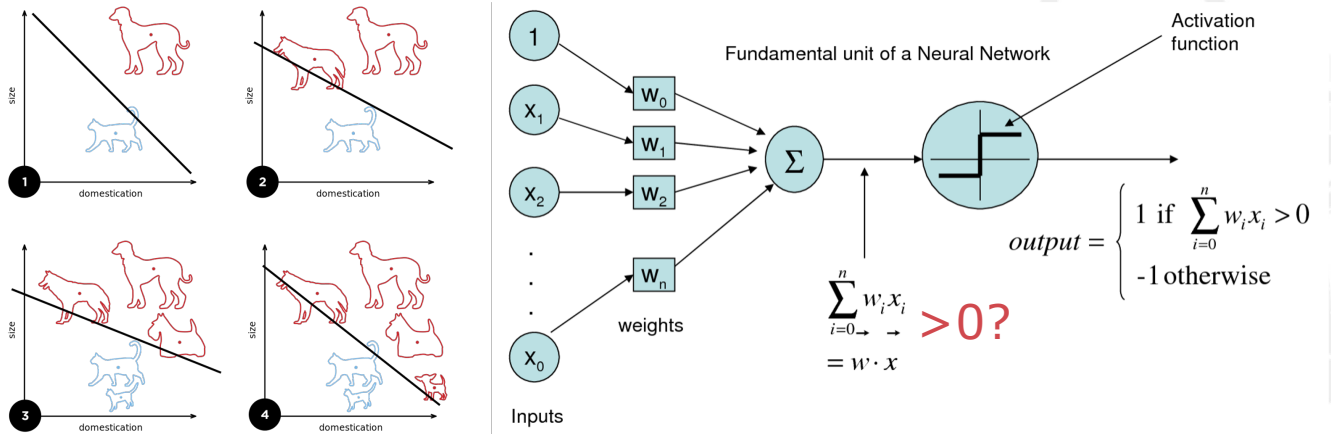 size
domestication
1
size
domestication
2
size
domestication
3
size
domestication
4
Fundamental unit of a Neural Network
Activation
function
1
x1
x2
.
.
.
x0
Inputs
w0
w1
w2
wn
weights
Σ
n
∑ wixi
i=0
= w · x
>0?
output = { 1 if ∑ wixi > 0
n
i=0
-1 otherwise